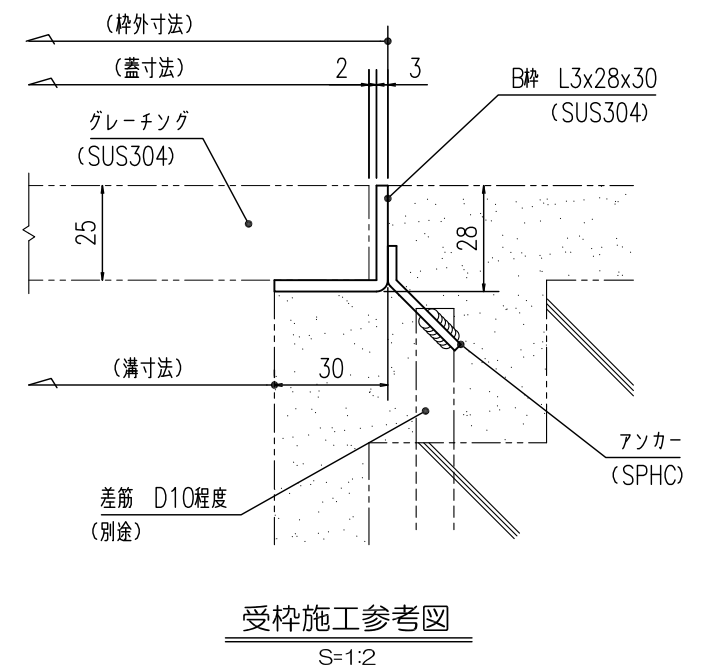 (枠外寸法)
(蓋寸法)
2
3
B枠 L3x28x30
(SUS304)
グレーチング
(SUS304)
25
28
(溝寸法)
30
アンカー
(SPHC)
差筋 D10程度
(別途)
受枠施工参考図
S=1:2